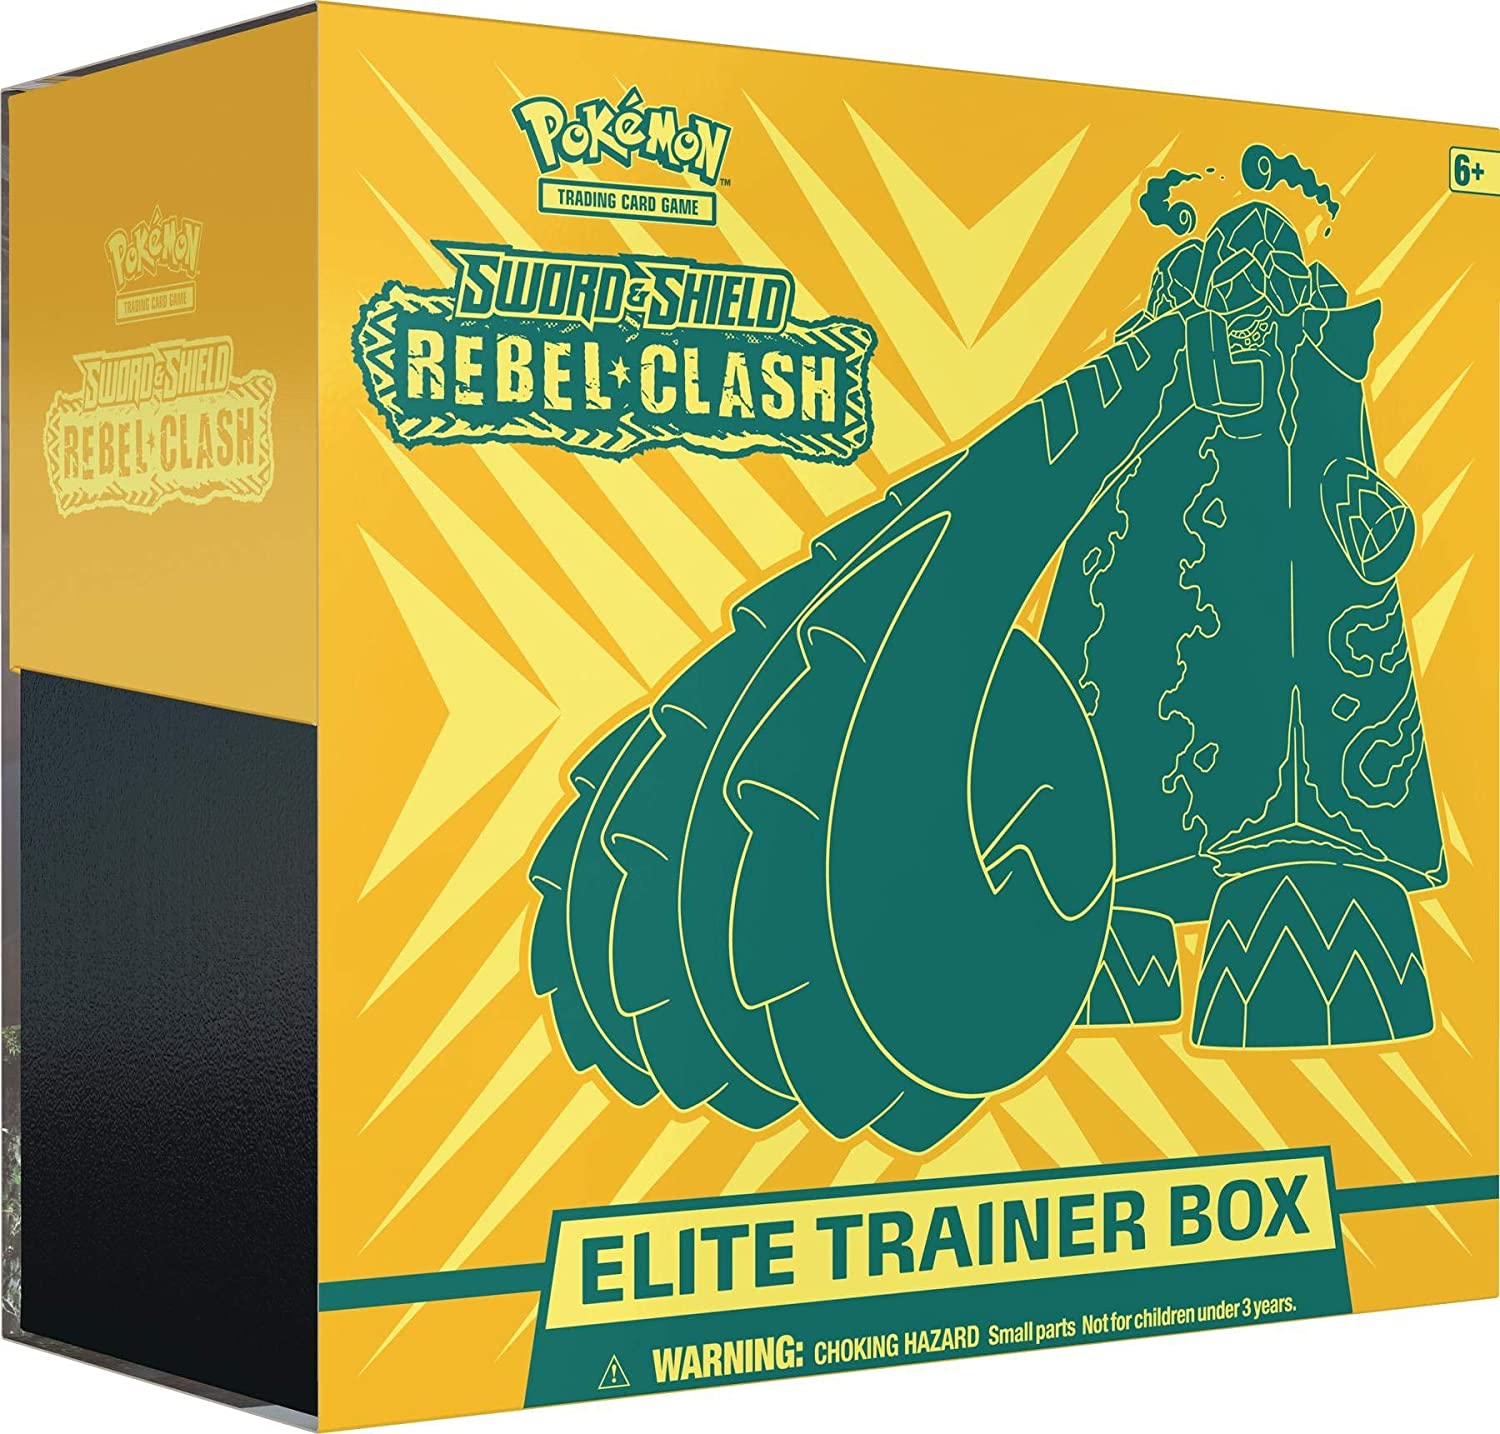 POKéMON™
TRADING CARD GAME
SWORD & SHIELD
REBEL CLASH
6+
POKéMON
TRADING CARD GAME
SWORD & SHIELD
REBEL CLASH
ELITE TRAINER BOX
WARNING: CHOKING HAZARD Small parts Not for children under 3 years.